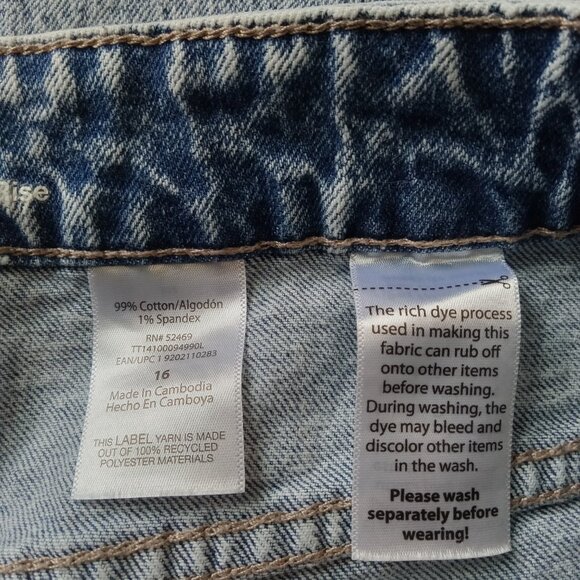 99% Cotton/Algodón
1% Spandex
RN# 52469
TT14100094990L
EAN/UPC 1 9202110283
16
Made in Cambodia
Hecho En Camboya
THIS LABEL YARN IS MADE
OUT OF 100% RECYCLED
POLYESTER MATERIALS
The rich dye process
used in making this
fabric can rub off
onto other items
before washing.
During washing, the
dye may bleed and
discolor other items
in the wash.
Please wash
separately before
wearing!